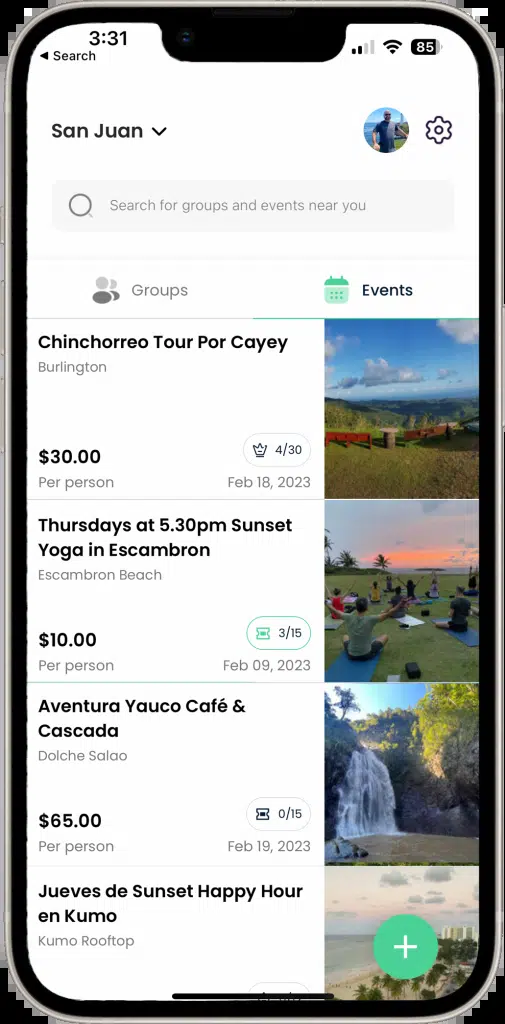 3:31
Search
85
San Juan
Search for groups and events near you
Groups
Events
Chinchorreo Tour Por Cayey
Burlington
$30.00
4/30
Per person
Feb 18, 2023
Thursdays at 5.30pm Sunset
Yoga in Escambron
Escambron Beach
$10.00
3/15
Per person
Feb 09, 2023
Aventura Yauco Café &
Cascada
Dolche Salao
$65.00
0/15
Per person
Feb 19, 2023
Jueves de Sunset Happy Hour
en Kumo
Kumo Rooftop